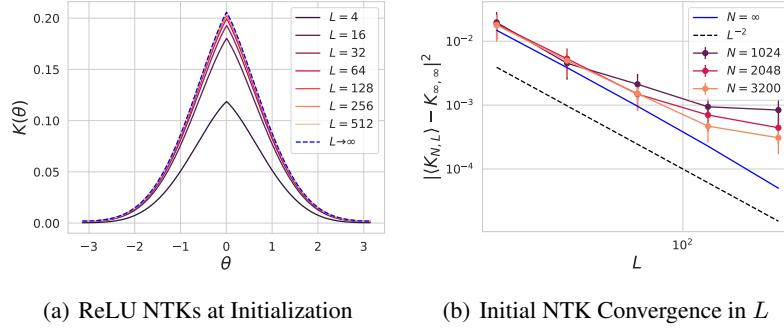 0.20
0.15
0.10
0.05
0.00
K(θ)
−3 −2 −1 0 1 2 3
θ
L = 4
L = 16
L = 32
L = 64
L = 128
L = 256
L = 512
L→∞
(a) ReLU NTKs at Initialization
10⁻²
10⁻³
10⁻⁴
|⟨K_{N,L}⟩ − K_{∞,∞}|²
10²
L
N = ∞
L⁻²
N = 1024
N = 2048
N = 3200
(b) Initial NTK Convergence in L